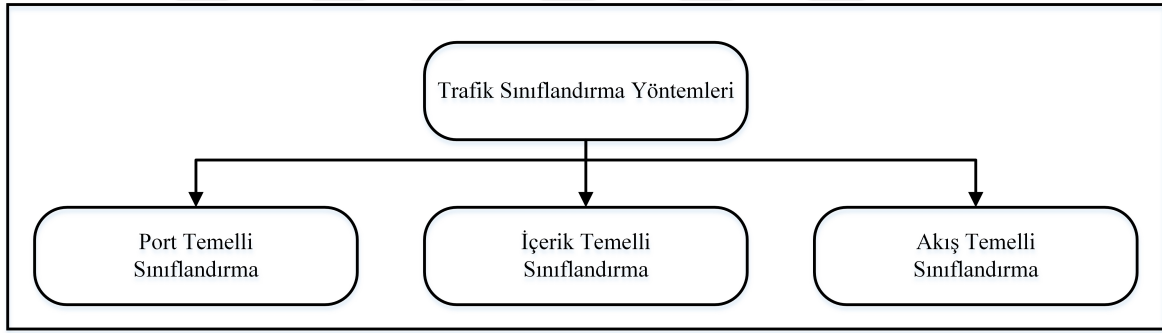 Trafik Sınıflandırma Yöntemleri
Port Temelli
Sınıflandırma
İçerik Temelli
Sınıflandırma
Akış Temelli
Sınıflandırma